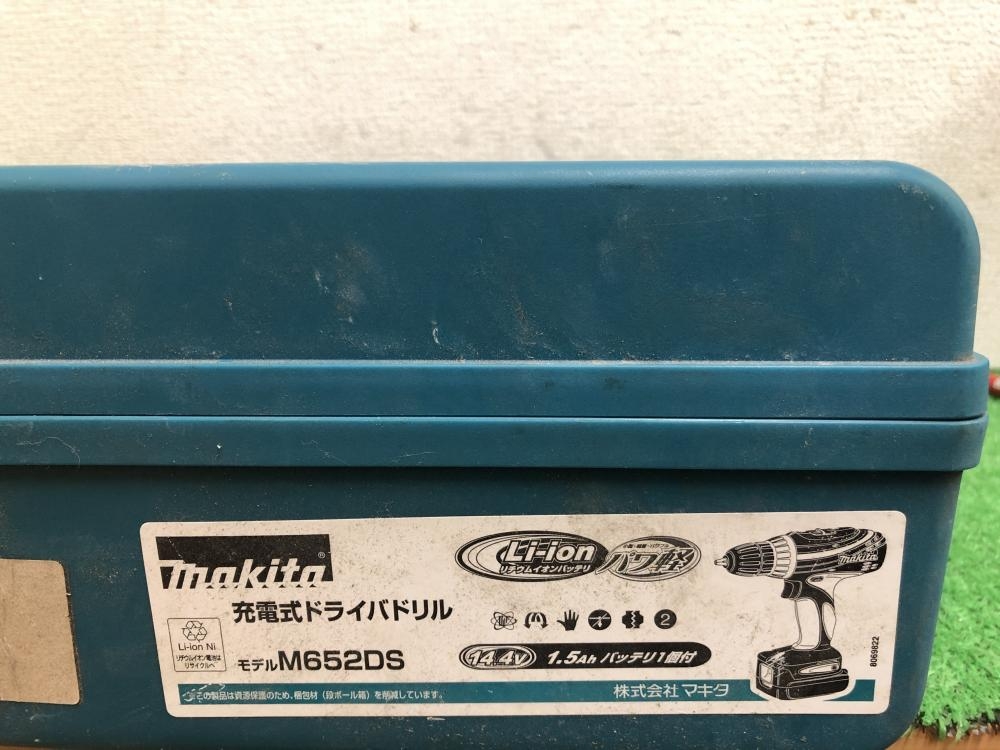 makita®
充電式ドライバドリル
モデルM652DS
Li-ion
リチウムイオンバッテリ
パワ軽
Li-ion Ni
リチウムイオン電池は
リサイクルへ
2
14.4V 1.5Ah バッテリ1個付
この製品は資源保護のため、梱包材(段ボール箱)を削減しています。
株式会社マキタ
makita
8069822